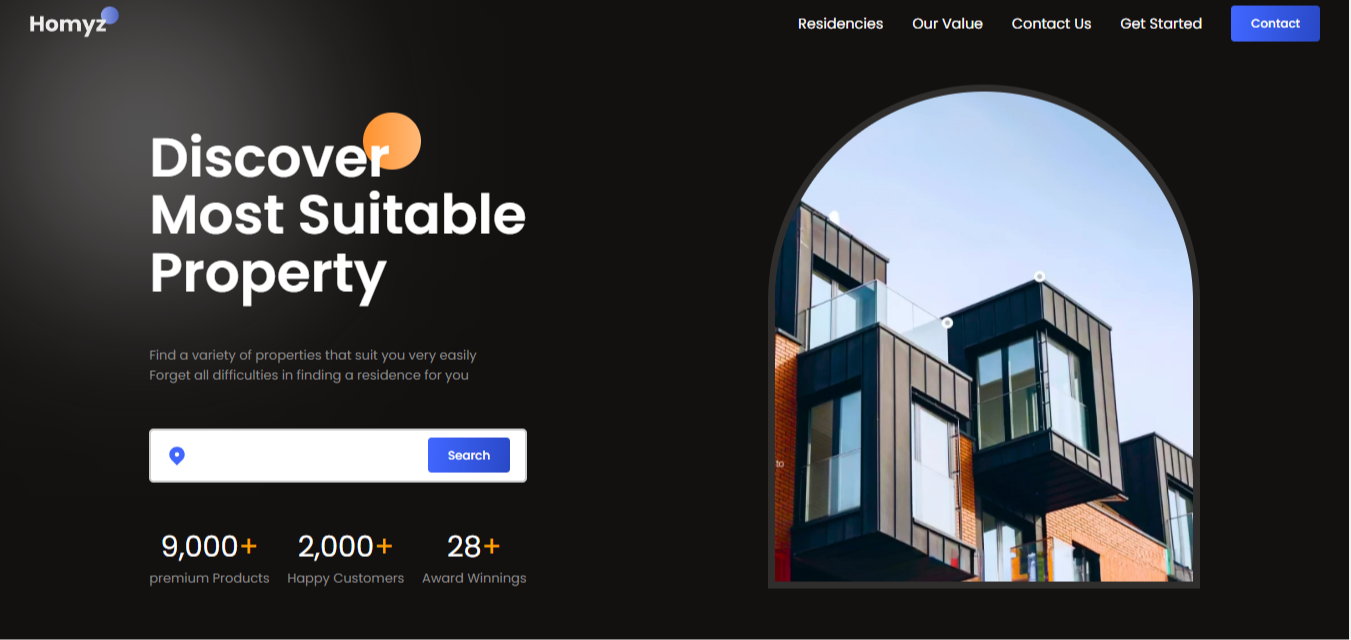 Homyz
Residencies
Our Value
Contact Us
Get Started
Contact
Discover
Most Suitable
Property
Find a variety of properties that suit you very easily
Forget all difficulties in finding a residence for you
Search
9,000+
2,000+
28+
premium Products
Happy Customers
Award Winnings
to